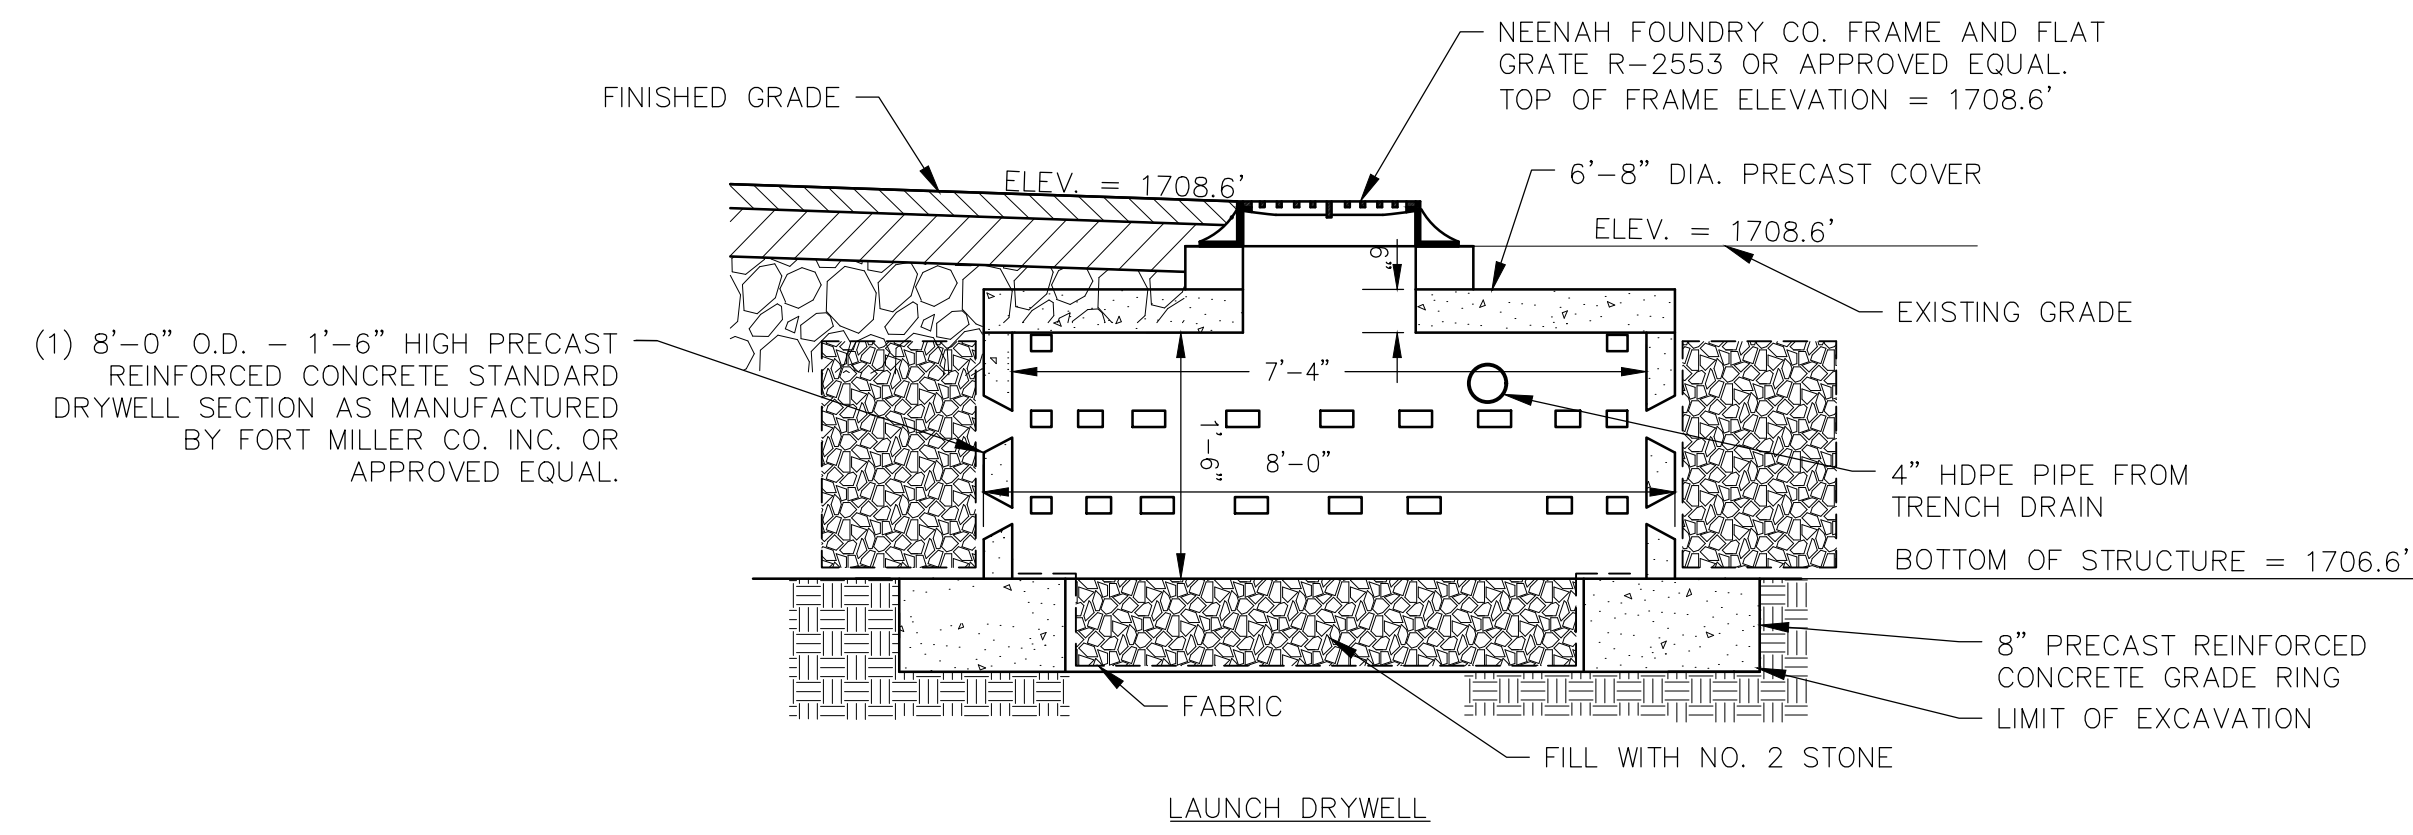 NEENAH FOUNDRY CO. FRAME AND FLAT
GRATE R-2553 OR APPROVED EQUAL.
TOP OF FRAME ELEVATION = 1708.6'
FINISHED GRADE
ELEV. = 1708.6'
6'-8" DIA. PRECAST COVER
ELEV. = 1708.6'
6"
EXISTING GRADE
(1) 8'-0" O.D. - 1'-6" HIGH PRECAST
REINFORCED CONCRETE STANDARD
DRYWELL SECTION AS MANUFACTURED
BY FORT MILLER CO. INC. OR
APPROVED EQUAL.
7'-4"
1'-6"
8'-0"
4" HDPE PIPE FROM
TRENCH DRAIN
BOTTOM OF STRUCTURE = 1706.6'
8" PRECAST REINFORCED
CONCRETE GRADE RING
LIMIT OF EXCAVATION
FABRIC
FILL WITH NO. 2 STONE
LAUNCH DRYWELL